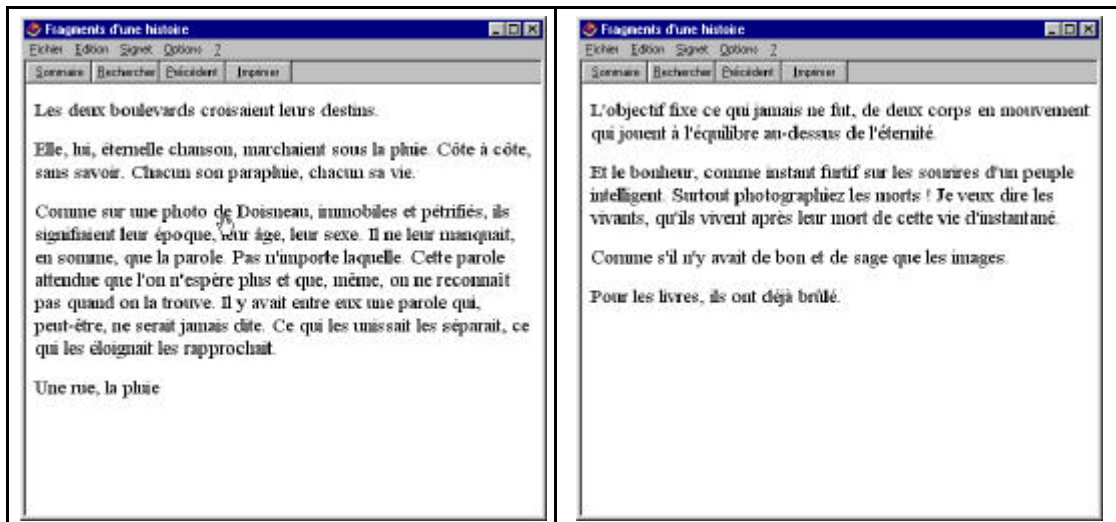 Fragments d'une histoire
Fichier Edition Signet Options ?
Sommaire Rechercher Précédent Imprimer
Les deux boulevards croisaient leurs destins.
Elle, lui, éternelle chanson, marchaient sous la pluie. Côte à côte,
sans savoir. Chacun son parapluie, chacun sa vie.
Comme sur une photo de Doisneau, immobiles et pétrifiés, ils
signifiaient leur époque, leur âge, leur sexe. Il ne leur manquait,
en somme, que la parole. Pas n'importe laquelle. Cette parole
attendue que l'on n'espère plus et que, même, on ne reconnaît
pas quand on la trouve. Il y avait entre eux une parole qui,
peut-être, ne serait jamais dite. Ce qui les unissait les séparait, ce
qui les éloignait les rapprochait.
Une rue, la pluie
Fragments d'une histoire
Fichier Edition Signet Options ?
Sommaire Rechercher Précédent Imprimer
L'objectif fixe ce qui jamais ne fut, de deux corps en mouvement
qui jouent à l'équilibre au-dessus de l'éternité.
Et le bonheur, comme instant furtif sur les sourires d'un peuple
intelligent. Surtout photographiez les morts ! Je veux dire les
vivants, qu'ils vivent après leur mort de cette vie d'instantané.
Comme s'il n'y avait de bon et de sage que les images.
Pour les livres, ils ont déjà brûlé.